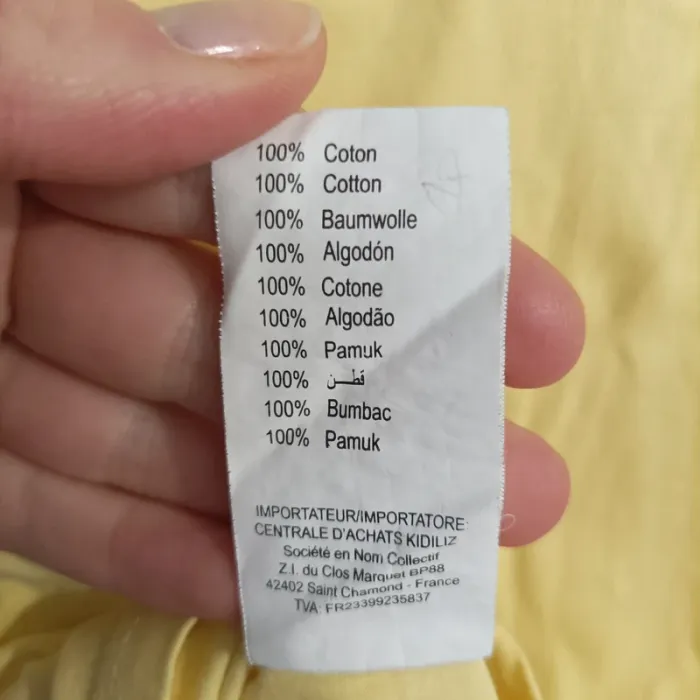 100% Coton
100% Cotton
100% Baumwolle
100% Algodón
100% Cotone
100% Algodão
100% Pamuk
100% قطن
100% Bumbac
100% Pamuk
IMPORTATEUR/IMPORTATORE:
CENTRALE D'ACHATS KIDILIZ
Société en Nom Collectif
Z.I. du Clos Marquet BP88
42402 Saint Chamond - France
TVA: FR23399235837